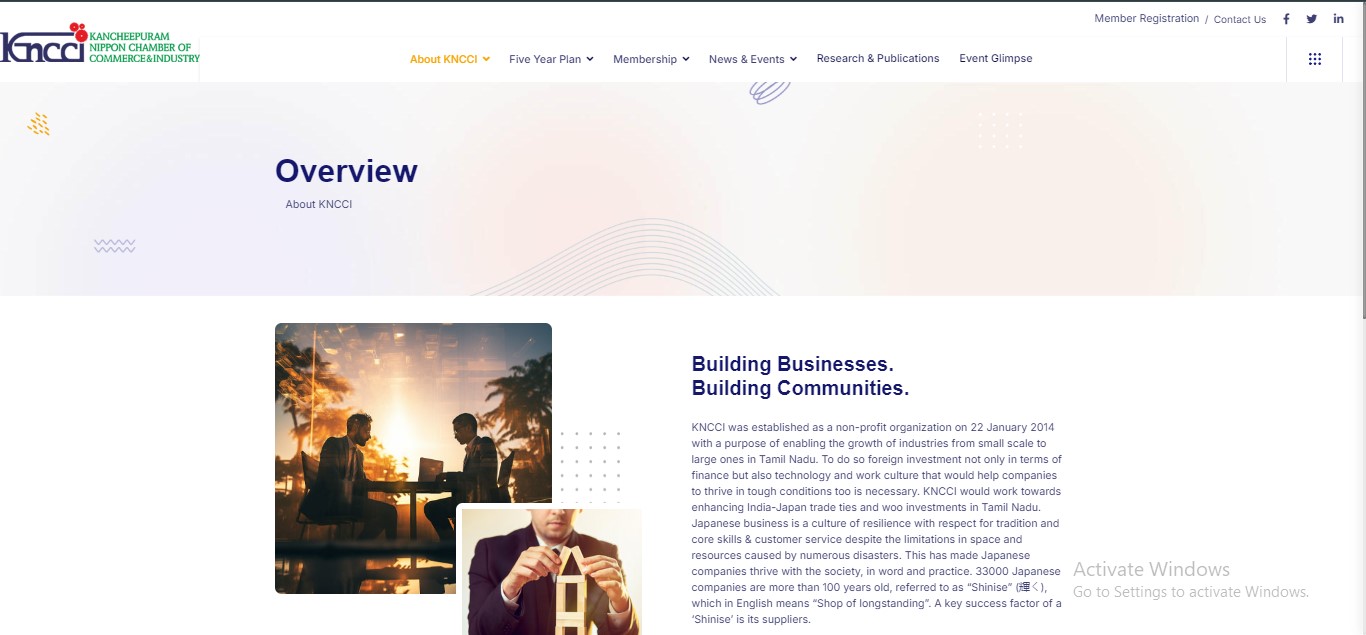 Member Registration / Contact Us
Kncci
KANCHEEPURAM
NIPPON CHAMBER OF
COMMERCE & INDUSTRY
About KNCCI Five Year Plan Membership News & Events Research & Publications Event Glimpse
Overview
About KNCCI
Building Businesses.
Building Communities.
KNCCI was established as a non-profit organization on 22 January 2014
with a purpose of enabling the growth of industries from small scale to
large ones in Tamil Nadu. To do so foreign investment not only in terms of
finance but also technology and work culture that would help companies
to thrive in tough conditions too is necessary. KNCCI would work towards
enhancing India-Japan trade ties and woo investments in Tamil Nadu.
Japanese business is a culture of resilience with respect for tradition and
core skills & customer service despite the limitations in space and
resources caused by numerous disasters. This has made Japanese
companies thrive with the society, in word and practice. 33000 Japanese
companies are more than 100 years old, referred to as “Shinise” (輝く),
which in English means “Shop of longstanding”. A key success factor of a
‘Shinise’ is its suppliers.
Activate Windows
Go to Settings to activate Windows.